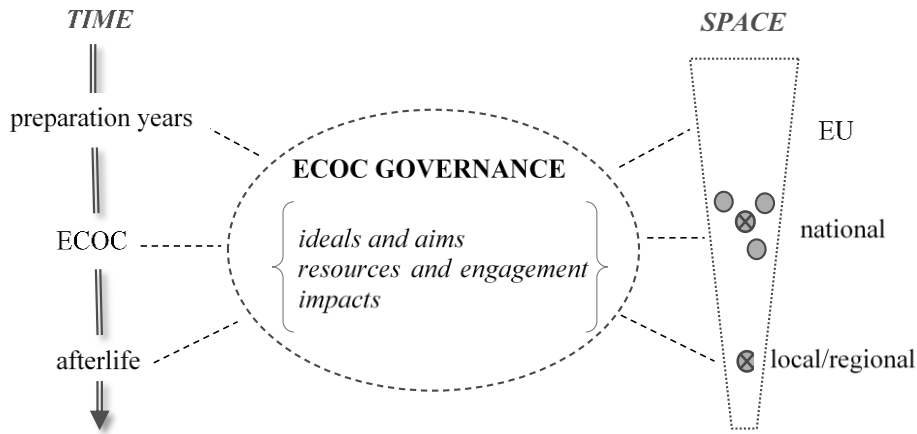 TIME
SPACE
preparation years
EU
ECOC GOVERNANCE
ECOC
ideals and aims
resources and engagement
impacts
national
afterlife
local/regional